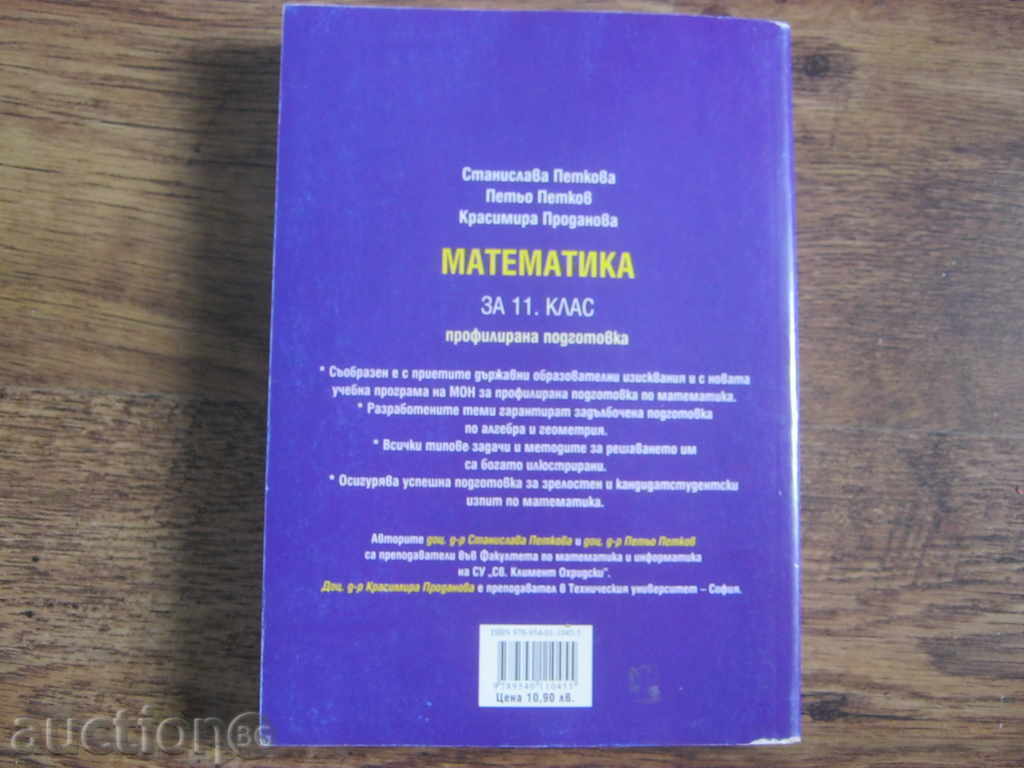 Станислава Петкова
Петьо Петков
Красимира Проданова
МАТЕМАТИКА
ЗА 11. КЛАС
профилирана подготовка
* Съобразен е с приетите държавни образователни изисквания и с новата
учебна програма на МОН за профилирана подготовка по математика.
* Разработените теми гарантират задълбочена подготовка
по алгебра и геометрия.
* Всички типове задачи и методите за решаването им
са богато илюстрирани.
* Осигурява успешна подготовка за зрелостен и кандидатстудентски
изпит по математика.
Авторите доц. д-р Станислава Петкова и доц. д-р Петьо Петков
са преподаватели във Факултета по математика и информатика
на СУ „Св. Климент Охридски".
Доц. д-р Красимира Проданова е преподавател в Техническия университет – София.
ISBN
Цена 10,90 лв.
auctionBG